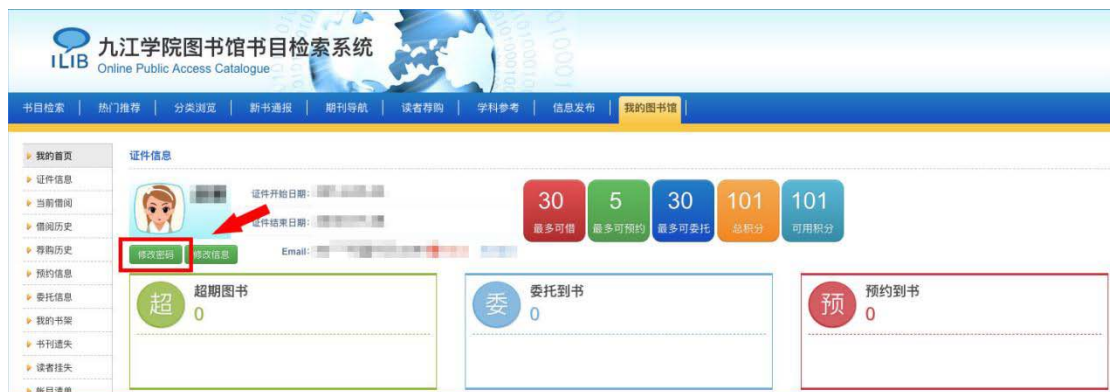 ILIB
九江学院图书馆书目检索系统
Online Public Access Catalogue
书目检索 | 热门推荐 | 分类浏览 | 新书通报 | 期刊导航 | 读者荐购 | 学科参考 | 信息发布 | 我的图书馆 |
我的首页
证件信息
当前借阅
借阅历史
荐购历史
预约信息
委托信息
我的书架
书刊遗失
读者挂失
帐目清单
证件信息
证件开始日期:
证件结束日期:
Email:
修改密码 修改信息
30 5 30 101 101
最多可借 最多可预约 最多可委托 总积分 可用积分
超 超期图书
0
委 委托到书
0
预 预约到书
0